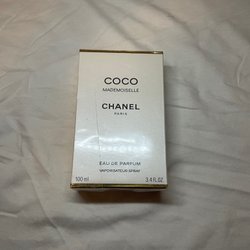 COCO
MADEMOISELLE
CHANEL
PARIS
EAU DE PARFUM
VAPORISATEUR SPRAY
100 ml 3.4 FL. OZ.